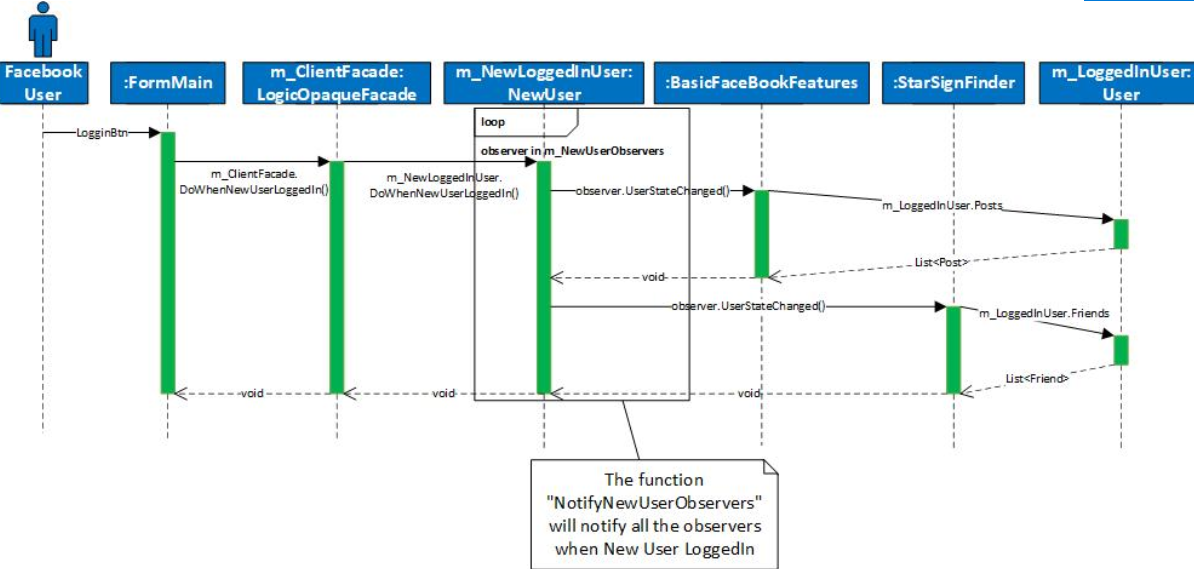 Facebook
User
:FormMain
m_ClientFacade:
LogicOpaqueFacade
m_NewLoggedInUser:
NewUser
:BasicFaceBookFeatures
:StarSignFinder
m_LoggedInUser:
User
loop
observer in m_NewUserObservers
LogginBtn
m_ClientFacade.
DoWhenNewUserLoggedIn()
m_NewLoggedInUser.
DoWhenNewUserLoggedIn()
observer.UserStateChanged()
m_LoggedInUser.Posts
List<Post>
void
observer.UserStateChanged()
m_LoggedInUser.Friends
List<Friend>
void
void
void
The function
"NotifyNewUserObservers"
will notify all the observers
when New User LoggedIn